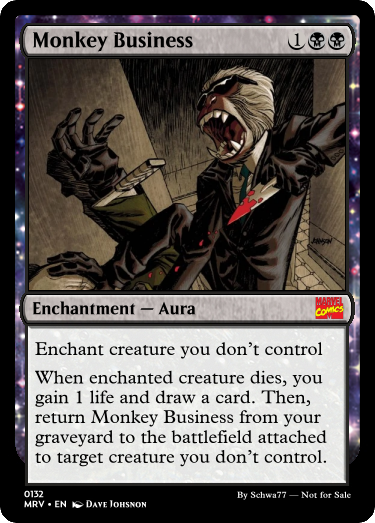 Monkey Business 1
JOHNSON
Enchantment — Aura
MARVEL
COMICS
Enchant creature you don't control
When enchanted creature dies, you
gain 1 life and draw a card. Then,
return Monkey Business from your
graveyard to the battlefield attached
to target creature you don't control.
0132
MRV • EN Dave Johsnon
By Schwa77 — Not for Sale